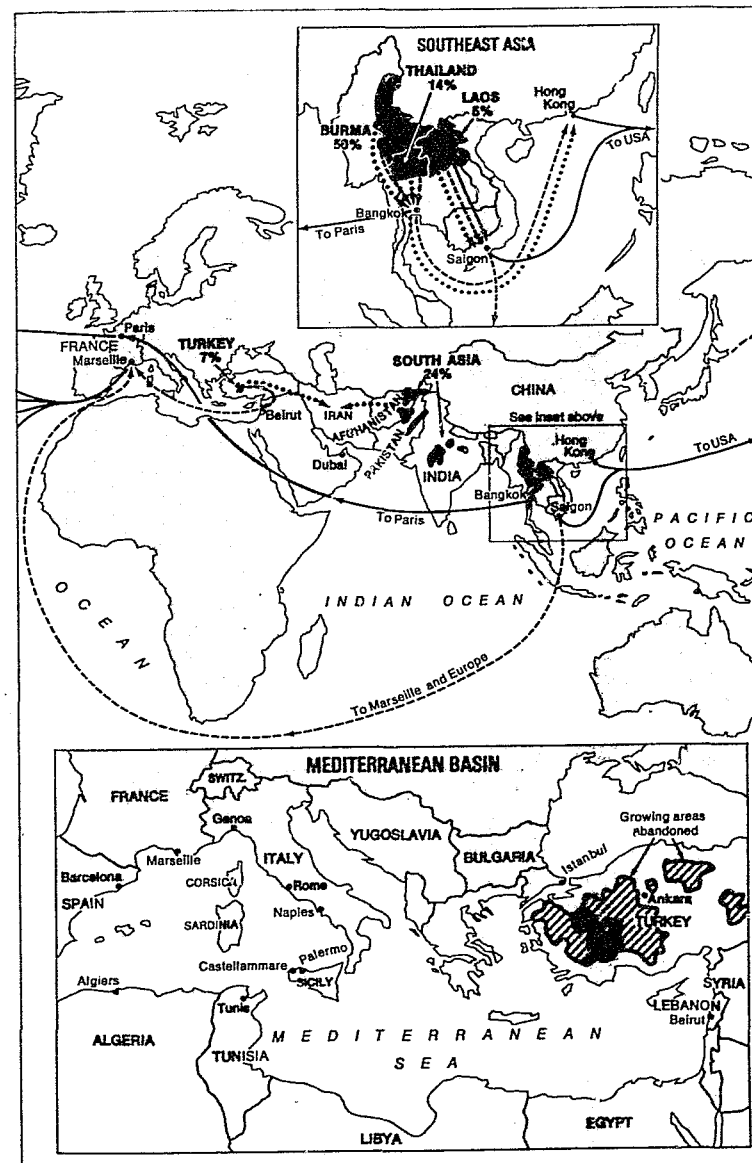 SOUTHEAST ASIA
THAILAND
14%
LAOS
5%
BURMA
50%
Hong
Kong
To USA
Bangkok
To Paris
Saigon
Paris
FRANCE
Marseille
TURKEY
7%
SOUTH ASIA
24%
CHINA
Beirut
IRAN
AFGHANISTAN
PAKISTAN
See inset above
Hong
Kong
To USA
Dubai
INDIA
Bangkok
Saigon
To Paris
PACIFIC
OCEAN
OCEAN
INDIAN OCEAN
To Marseille and Europe
MEDITERRANEAN BASIN
SWITZ.
FRANCE
Growing areas
abandoned
Genoa
YUGOSLAVIA
Istanbul
Marseille
ITALY
BULGARIA
Barcelona
CORSICA
Rome
Ankara
SPAIN
TURKEY
SARDINIA
Naples
Palermo
Castellammare
SICILY
SYRIA
Algiers
Tunis
LEBANON
Beirut
ALGERIA
TUNISIA
MEDITERRANEAN
SEA
EGYPT
LIBYA